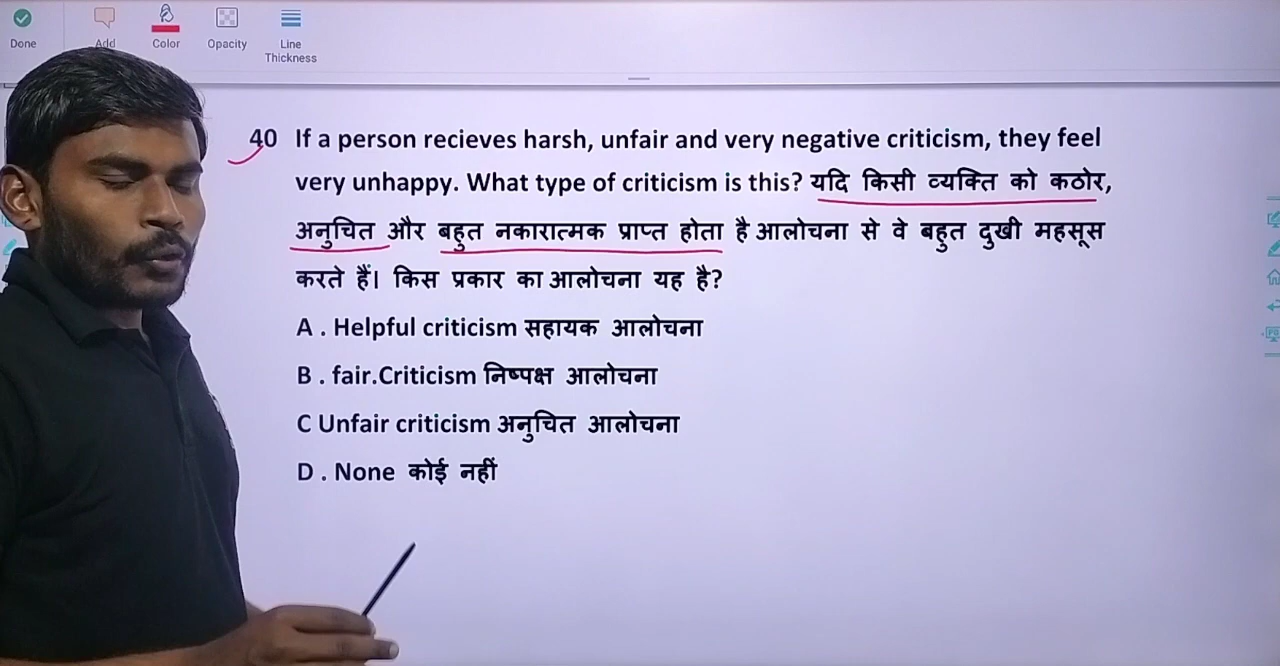 Done
Add
Color
Opacity
Line
Thickness
40 If a person recieves harsh, unfair and very negative criticism, they feel
very unhappy. What type of criticism is this? यदि किसी व्यक्ति को कठोर,
अनुचित और बहुत नकारात्मक प्राप्त होता है आलोचना से वे बहुत दुखी महसूस
करते हैं। किस प्रकार का आलोचना यह है?
A . Helpful criticism सहायक आलोचना
B . fair.Criticism निष्पक्ष आलोचना
C Unfair criticism अनुचित आलोचना
D . None कोई नहीं